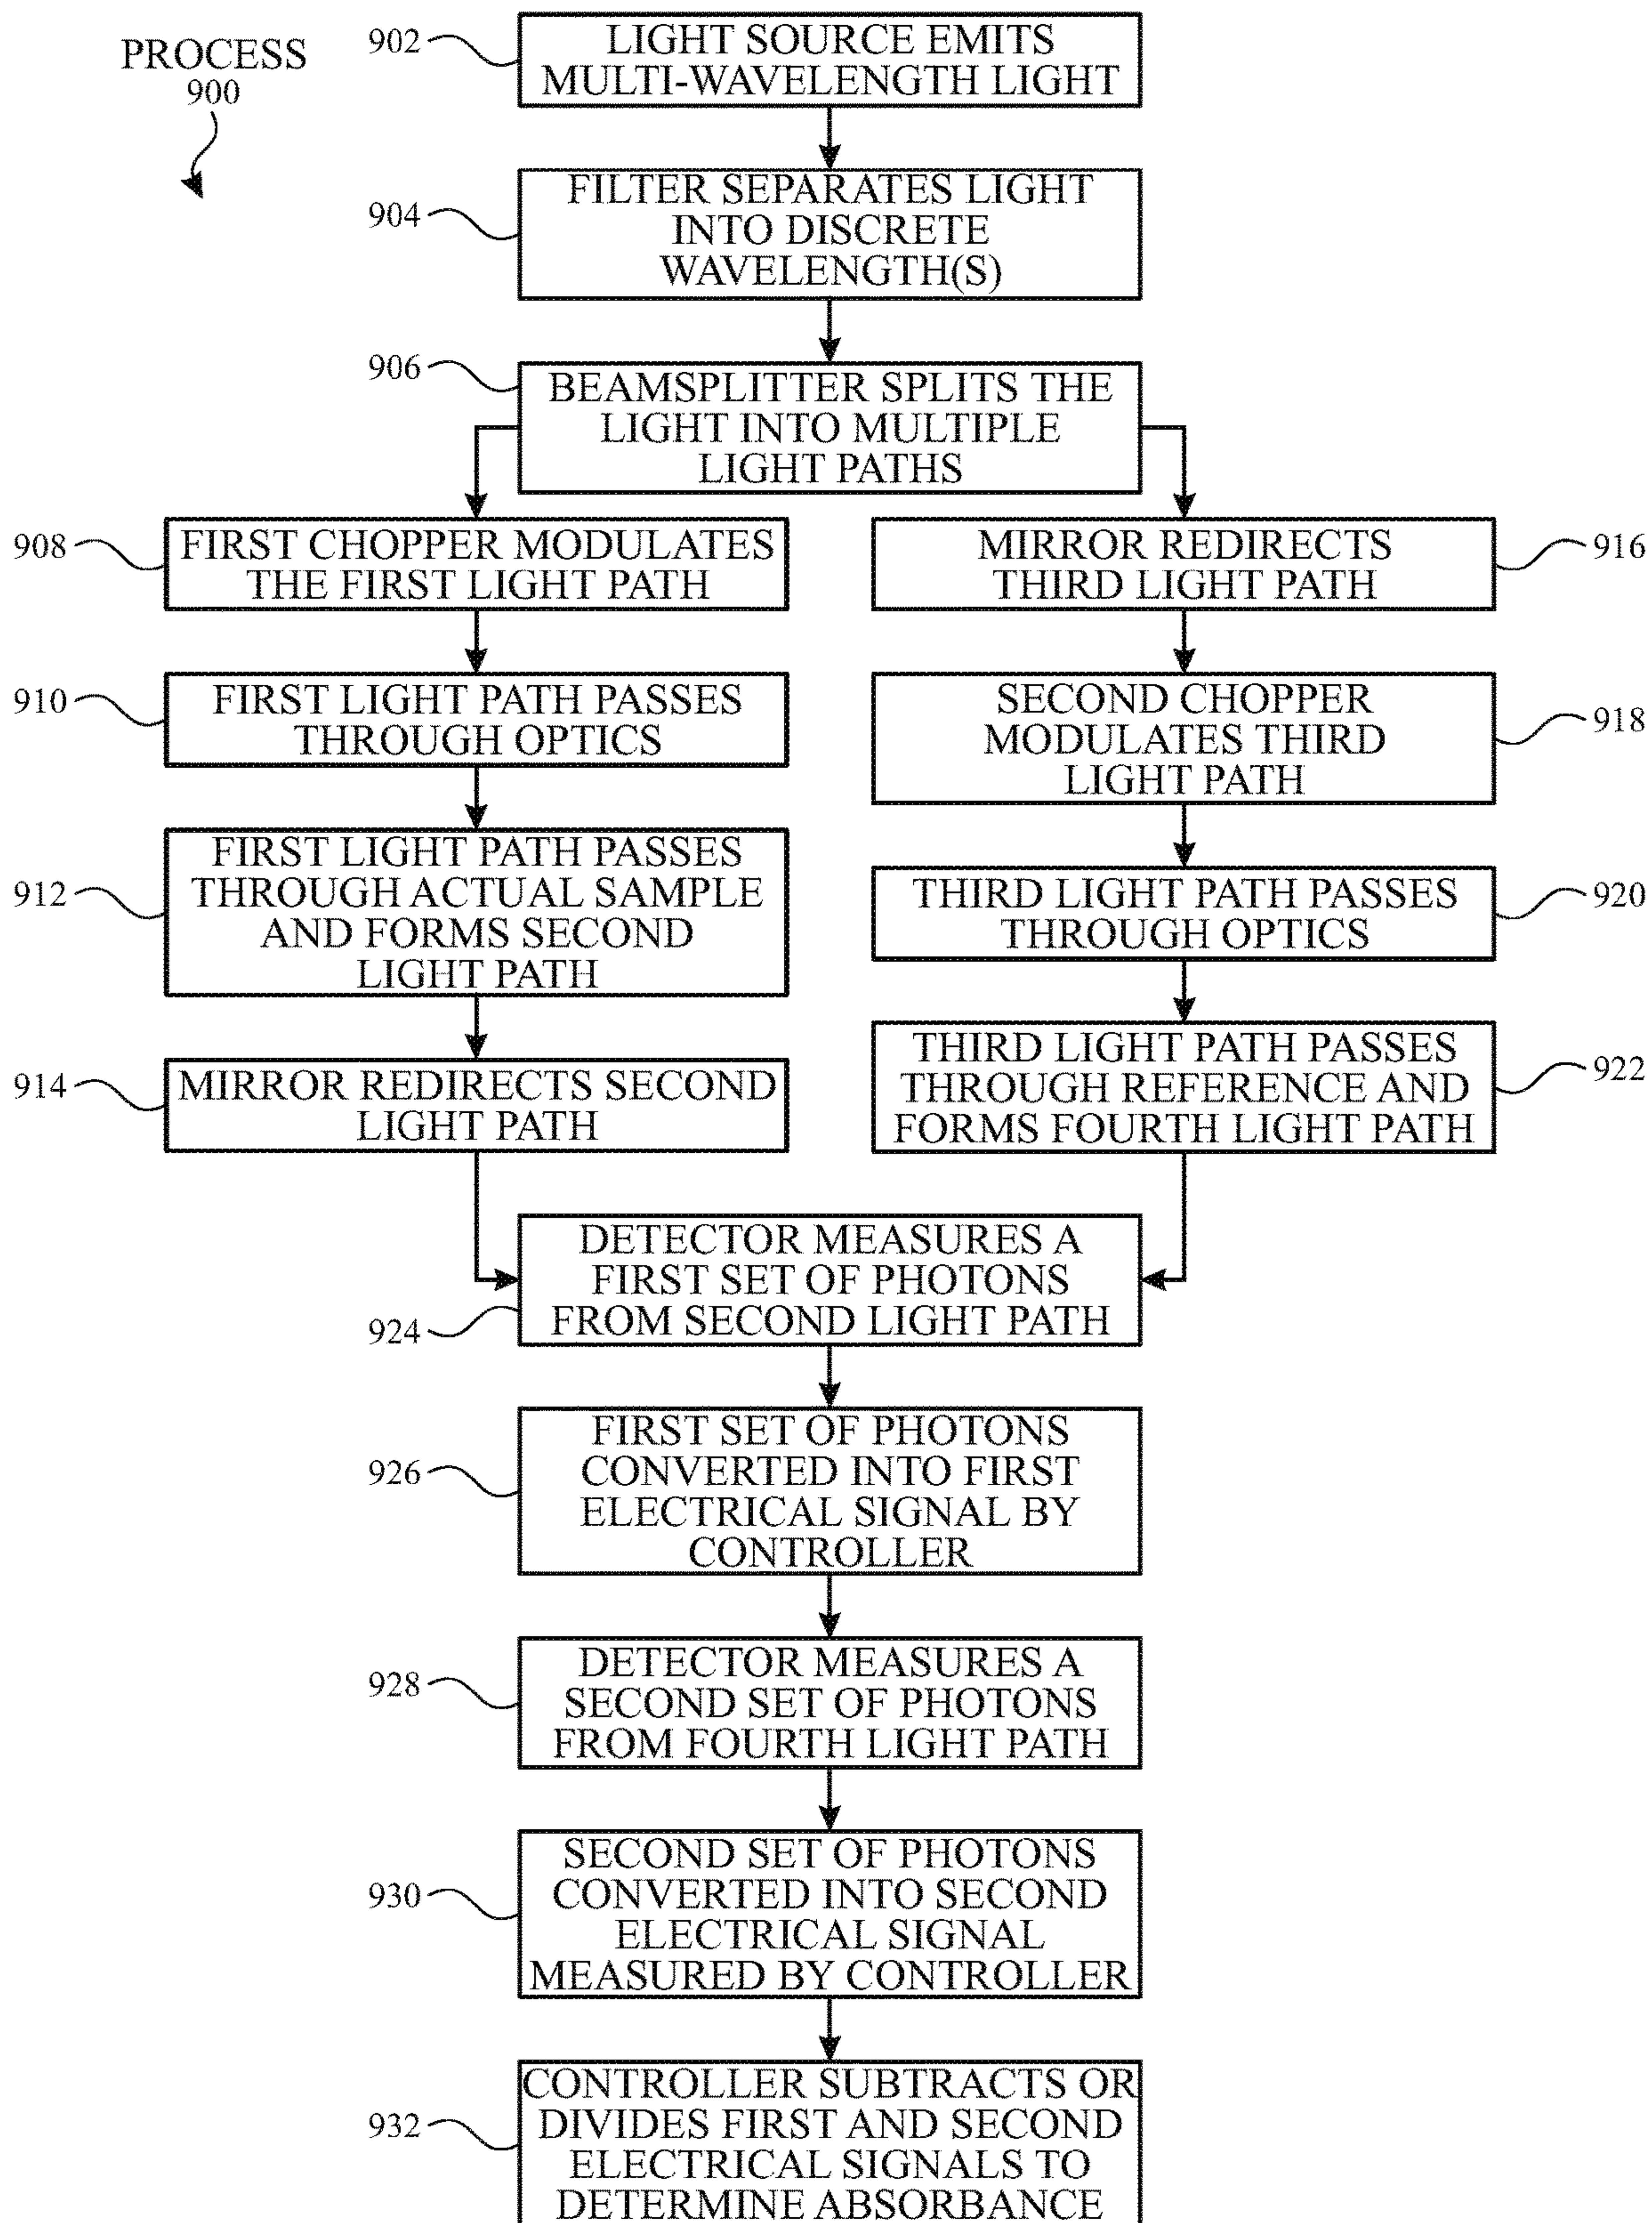 PROCESS
900
902
LIGHT SOURCE EMITS
MULTI-WAVELENGTH LIGHT
904
FILTER SEPARATES LIGHT
INTO DISCRETE
WAVELENGTH(S)
906
BEAMSPLITTER SPLITS THE
LIGHT INTO MULTIPLE
LIGHT PATHS
908
FIRST CHOPPER MODULATES
THE FIRST LIGHT PATH
910
FIRST LIGHT PATH PASSES
THROUGH OPTICS
912
FIRST LIGHT PATH PASSES
THROUGH ACTUAL SAMPLE
AND FORMS SECOND
LIGHT PATH
914
MIRROR REDIRECTS SECOND
LIGHT PATH
MIRROR REDIRECTS
THIRD LIGHT PATH
916
SECOND CHOPPER
MODULATES THIRD
LIGHT PATH
918
THIRD LIGHT PATH PASSES
THROUGH OPTICS
920
THIRD LIGHT PATH PASSES
THROUGH REFERENCE AND
FORMS FOURTH LIGHT PATH
922
DETECTOR MEASURES A
FIRST SET OF PHOTONS
FROM SECOND LIGHT PATH
924
FIRST SET OF PHOTONS
CONVERTED INTO FIRST
ELECTRICAL SIGNAL BY
CONTROLLER
926
DETECTOR MEASURES A
SECOND SET OF PHOTONS
FROM FOURTH LIGHT PATH
928
SECOND SET OF PHOTONS
CONVERTED INTO SECOND
ELECTRICAL SIGNAL
MEASURED BY CONTROLLER
930
CONTROLLER SUBTRACTS OR
DIVIDES FIRST AND SECOND
ELECTRICAL SIGNALS TO
DETERMINE ABSORBANCE
932